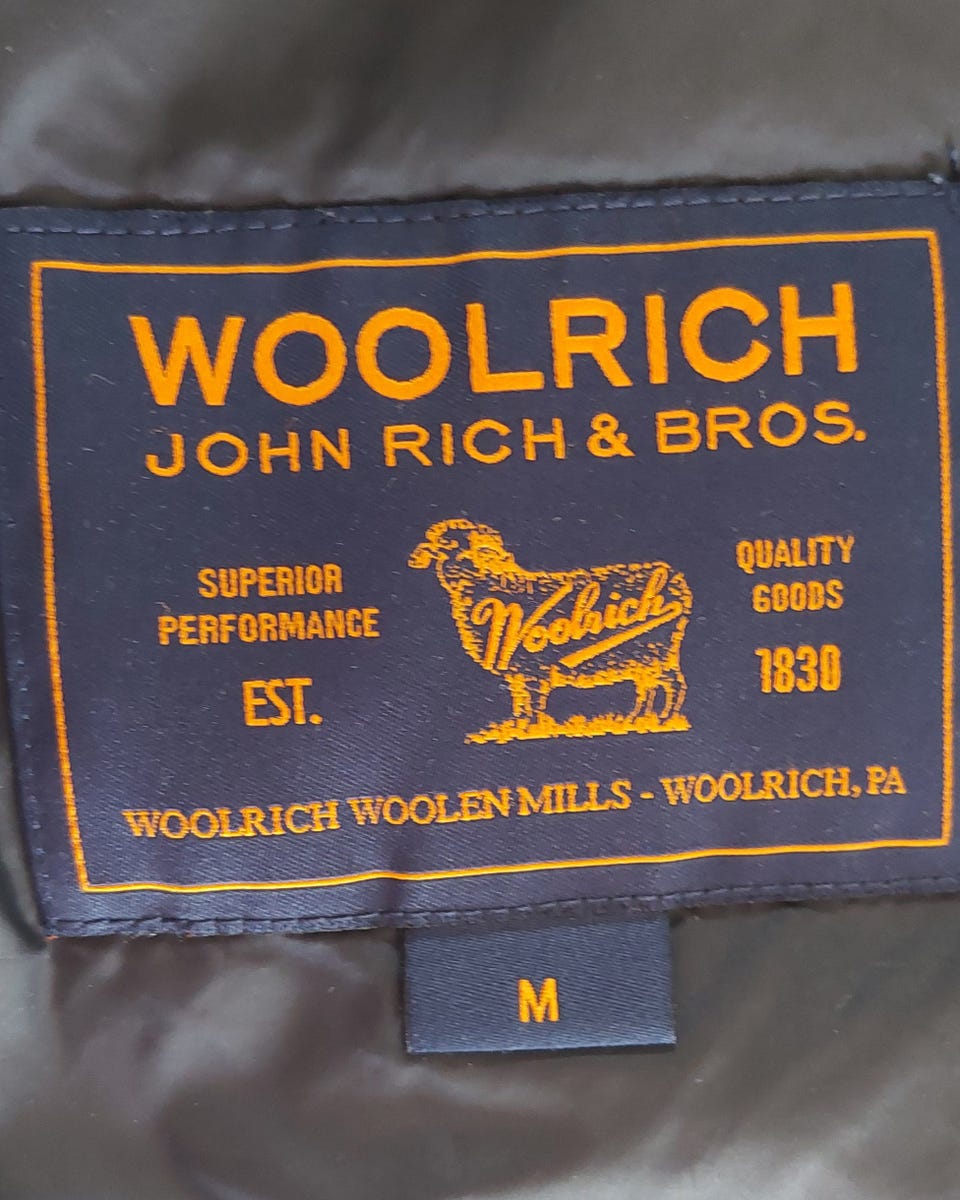 WOOLRICH
JOHN RICH & BROS.
SUPERIOR
PERFORMANCE
EST.
Woolrich
QUALITY
GOODS
1830
WOOLRICH WOOLEN MILLS - WOOLRICH, PA
M